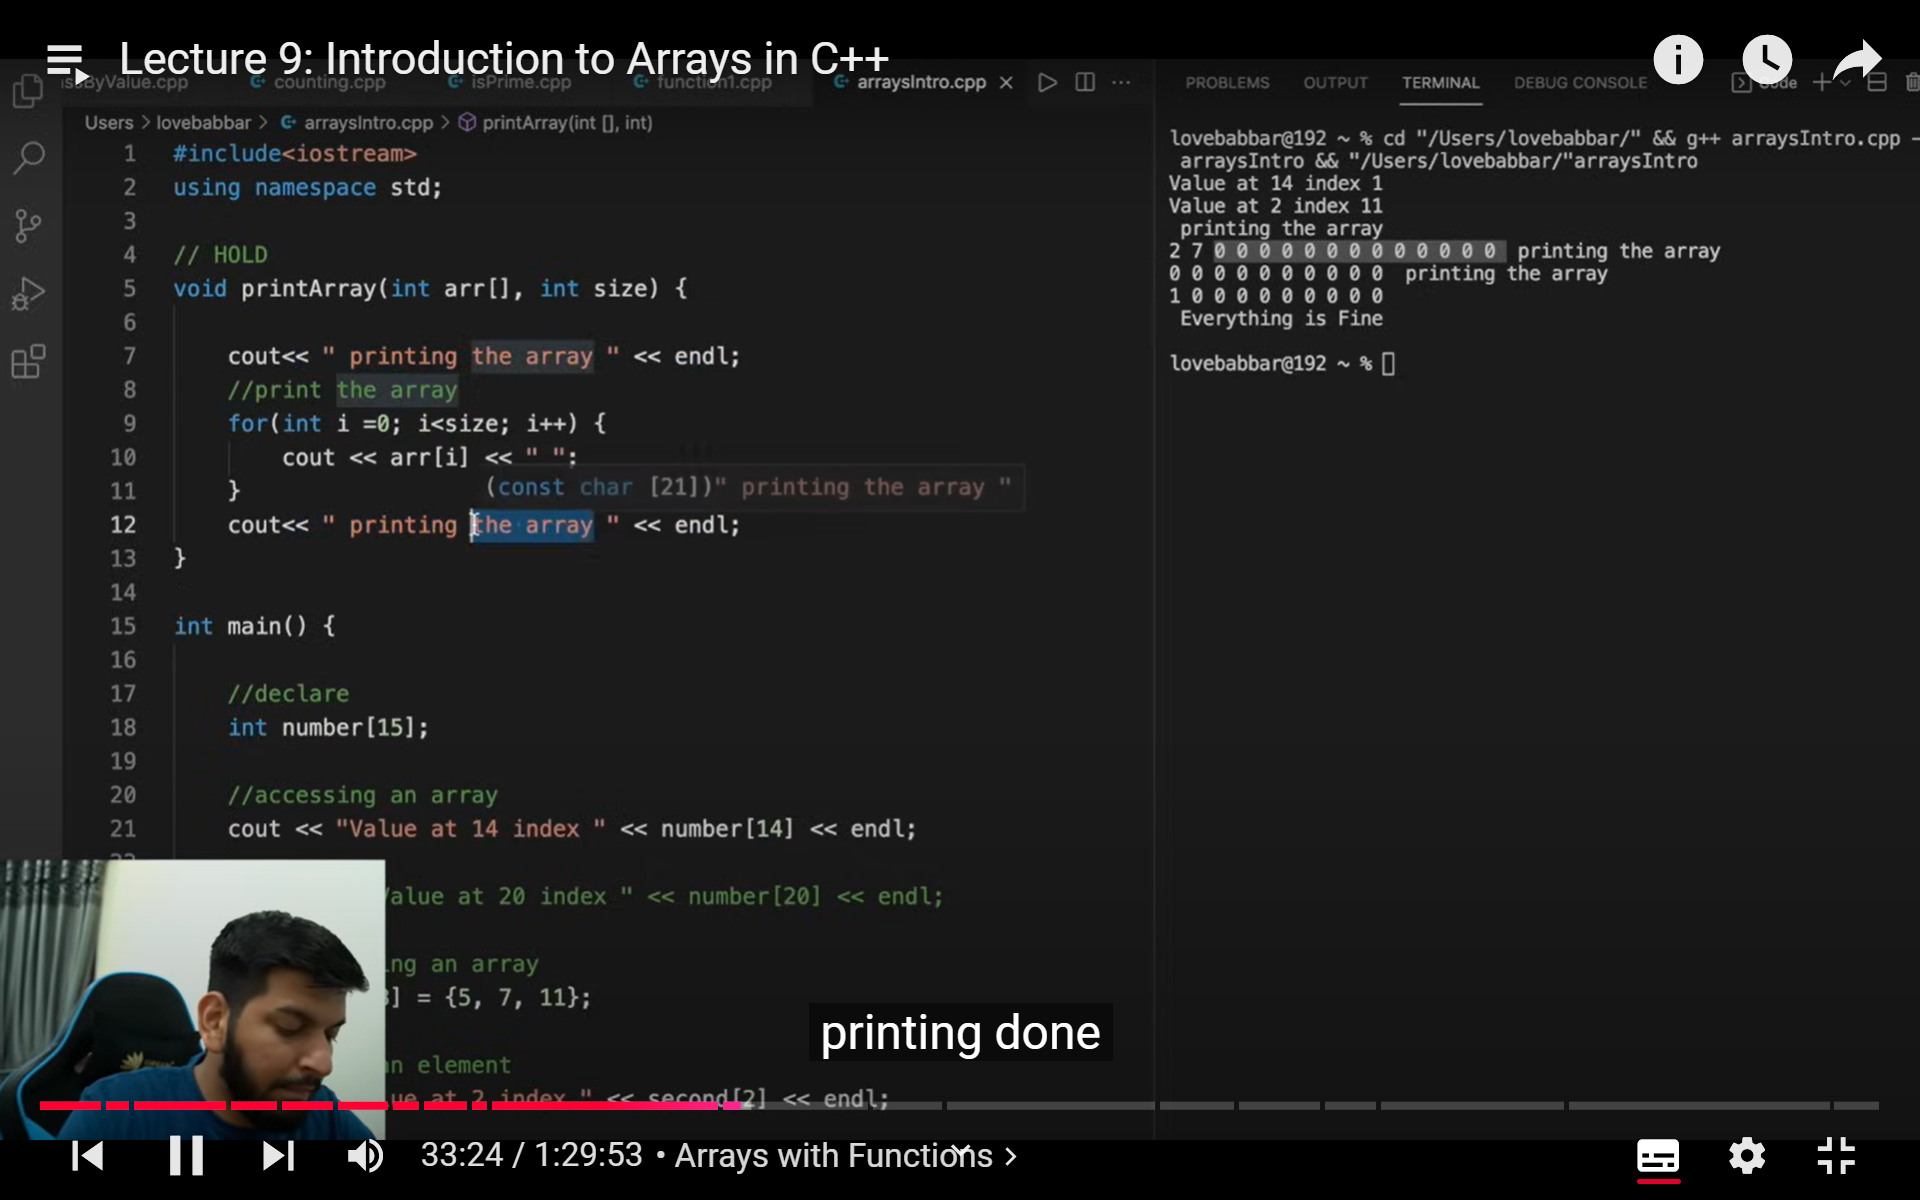 Lecture 9: Introduction to Arrays in C++
ssByValue.cpp counting.cpp isPrime.cpp function1.cpp arraysIntro.cpp
Users > lovebabbar > arraysIntro.cpp > printArray(int [], int)
1 #include<iostream>
2 using namespace std;
3
4 // HOLD
5 void printArray(int arr[], int size) {
6
7 cout<< " printing the array " << endl;
8 //print the array
9 for(int i =0; i<size; i++) {
10 cout << arr[i] << " ";
11 }
(const char [21])" printing the array "
12 cout<< " printing the array " << endl;
13 }
14
15 int main() {
16
17 //declare
18 int number[15];
19
20 //accessing an array
21 cout << "Value at 14 index " << number[14] << endl;
alue at 20 index " << number[20] << endl;
ng an array
] = {5, 7, 11};
n element
ue at 2 index " << second[2] << endl;
PROBLEMS OUTPUT TERMINAL DEBUG CONSOLE Code
lovebabbar@192 ~ % cd "/Users/lovebabbar/" && g++ arraysIntro.cpp -
arraysIntro && "/Users/lovebabbar/"arraysIntro
Value at 14 index 1
Value at 2 index 11
printing the array
2 7 0 0 0 0 0 0 0 0 0 0 0 0 0 printing the array
0 0 0 0 0 0 0 0 0 0 printing the array
1 0 0 0 0 0 0 0 0 0
Everything is Fine
lovebabbar@192 ~ %
printing done
33:24 / 1:29:53 • Arrays with Functions >